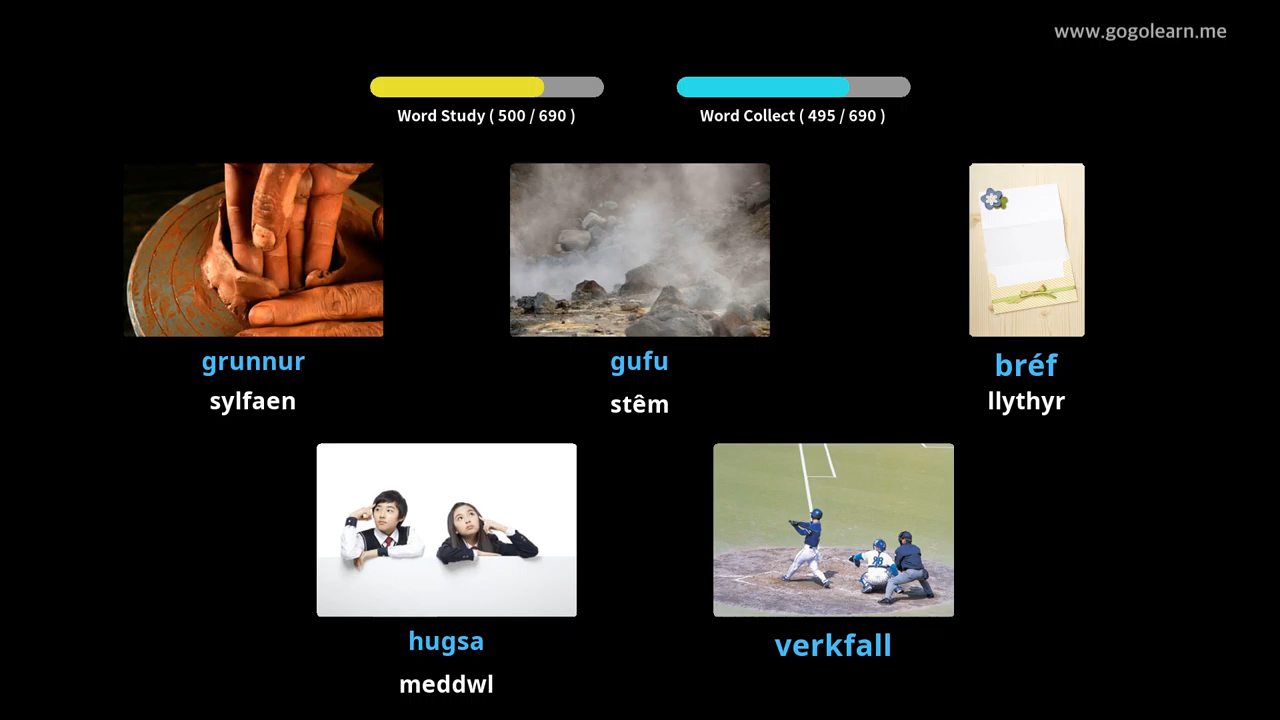 www.gogolearn.me
Word Study ( 500 / 690 )
Word Collect ( 495 / 690 )
grunnur
sylfaen
gufu
stêm
bréf
llythyr
hugsa
meddwl
verkfall